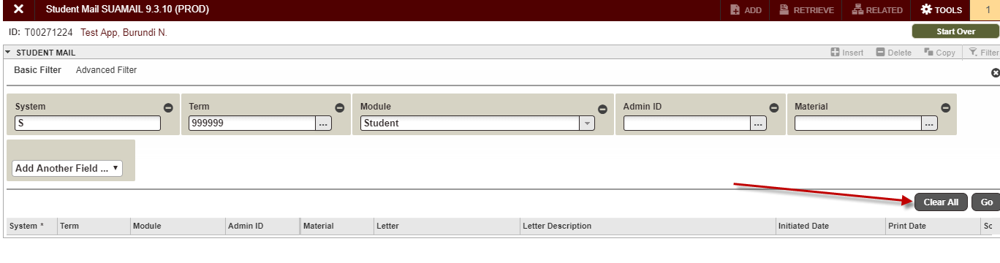 Student Mail SUAMAIL 9.3.10 (PROD) ADD RETRIEVE RELATED TOOLS 1
ID: T00271224 Test App, Burundi N. Start Over
STUDENT MAIL Insert Delete Copy Filter
Basic Filter Advanced Filter
System Term Module Admin ID Material
S 999999 ... Student ... ...
Add Another Field ...
Clear All Go
System * Term Module Admin ID Material Letter Letter Description Initiated Date Print Date Sc